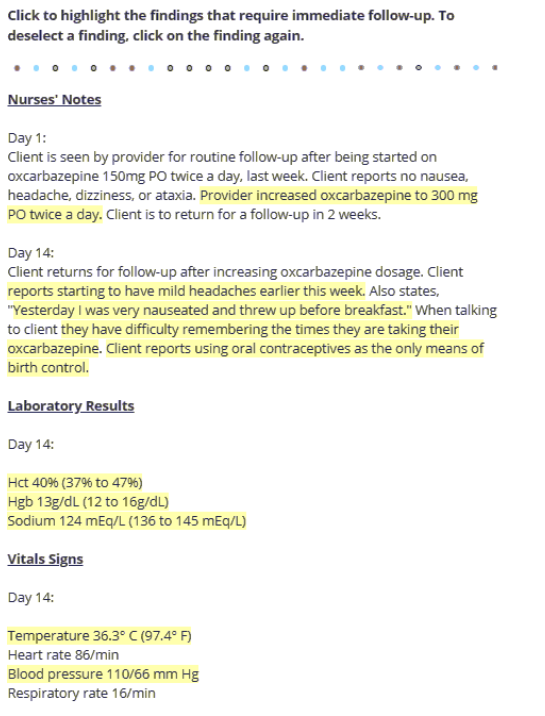 Click to highlight the findings that require immediate follow-up. To
deselect a finding, click on the finding again.
Nurses' Notes
Day 1:
Client is seen by provider for routine follow-up after being started on
oxcarbazepine 150mg PO twice a day, last week. Client reports no nausea,
headache, dizziness, or ataxia. Provider increased oxcarbazepine to 300 mg
PO twice a day. Client is to return for a follow-up in 2 weeks.
Day 14:
Client returns for follow-up after increasing oxcarbazepine dosage. Client
reports starting to have mild headaches earlier this week. Also states,
"Yesterday I was very nauseated and threw up before breakfast." When talking
to client they have difficulty remembering the times they are taking their
oxcarbazepine. Client reports using oral contraceptives as the only means of
birth control.
Laboratory Results
Day 14:
Hct 40% (37% to 47%)
Hgb 13g/dL (12 to 16g/dL)
Sodium 124 mEq/L (136 to 145 mEq/L)
Vitals Signs
Day 14:
Temperature 36.3° C (97.4° F)
Heart rate 86/min
Blood pressure 110/66 mm Hg
Respiratory rate 16/min